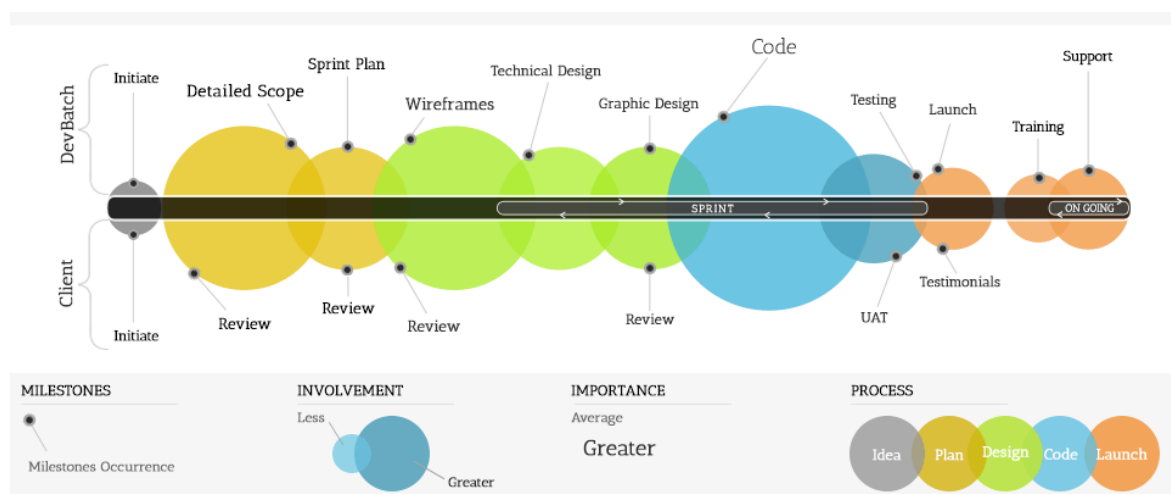 DevBatch
Client
Initiate
Detailed Scope
Sprint Plan
Wireframes
Technical Design
Graphic Design
Code
Testing
Launch
Training
Support
SPRINT
ON GOING
Initiate
Review
Review
Review
Review
UAT
Testimonials
MILESTONES
Milestones Occurrence
INVOLVEMENT
Less
Greater
IMPORTANCE
Average
Greater
PROCESS
Idea
Plan
Design
Code
Launch